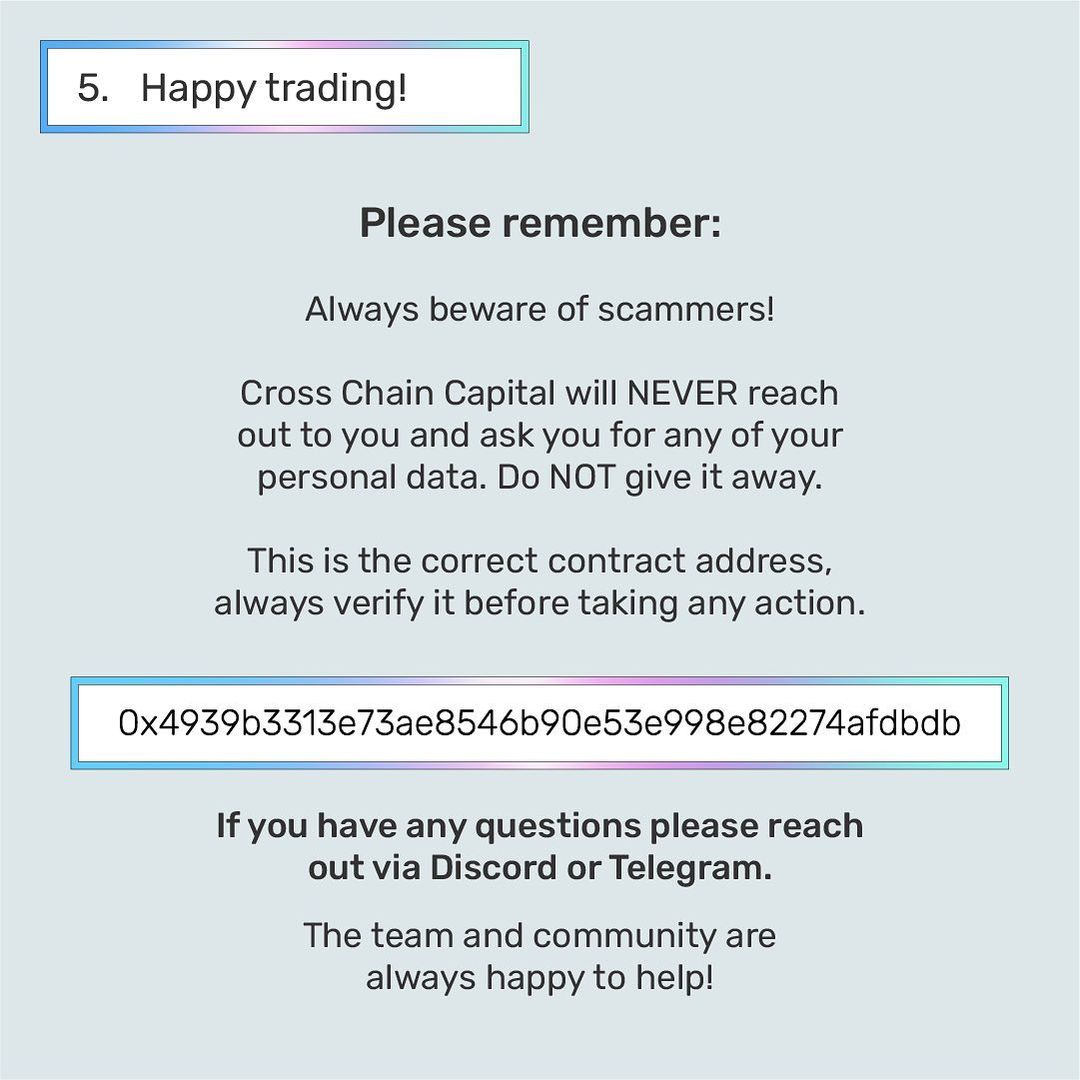 5. Happy trading!
Please remember:
Always beware of scammers!
Cross Chain Capital will NEVER reach
out to you and ask you for any of your
personal data. Do NOT give it away.
This is the correct contract address,
always verify it before taking any action.
0x4939b3313e73ae8546b90e53e998e82274afdbdb
If you have any questions please reach
out via Discord or Telegram.
The team and community are
always happy to help!